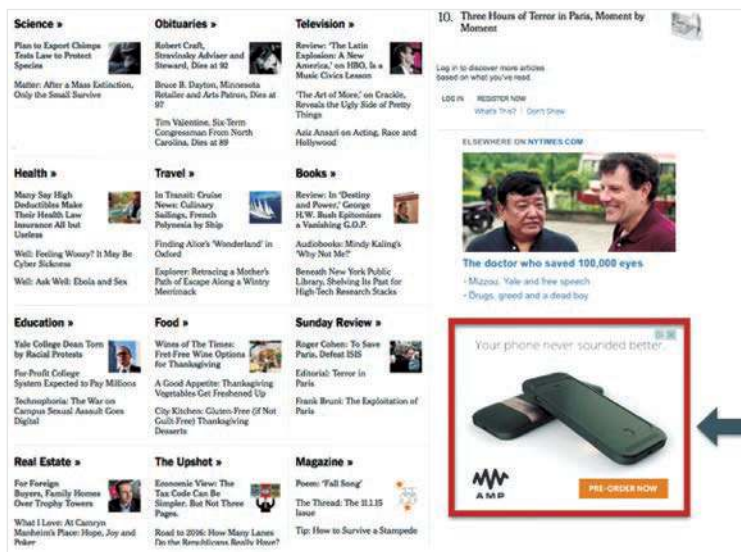 Science »
Plan to Export Chimps
Tests Law to Protect
Species
Matter: After a Mass Extinction,
Only the Small Survive
Obituaries »
Robert Craft,
Stravinsky Adviser and
Steward, Dies at 92
Bruce B. Dayton, Minnesota
Retailer and Arts Patron, Dies at
97
Tim Valentine, Six-Term
Congressman From North
Carolina, Dies at 89
Television »
Review: 'The Latin
Explosion: A New
America,' on HBO, Is a
Music Civics Lesson
'The Art of More,' on Crackle,
Reveals the Ugly Side of Pretty
Things
Aziz Ansari on Acting, Race and
Hollywood
Health »
Many Say High
Deductibles Make
Their Health Law
Insurance All but
Useless
Well: Feeling Woozy? It May Be
Cyber Sickness
Well: Ask Well: Ebola and Sex
Travel »
In Transit: Cruise
News: Culinary
Sailings, French
Polynesia by Ship
Finding Alice's 'Wonderland' in
Oxford
Explorer: Retracing a Mother's
Path of Escape Along a Wintry
Merrimack
Books »
Review: In 'Destiny
and Power,' George
H.W. Bush Epitomizes
a Vanishing G.O.P.
Audiobooks: Mindy Kaling's
'Why Not Me?'
Beneath New York Public
Library, Shelving Its Past for
High-Tech Research Stacks
Education »
Yale College Dean Torn
by Racial Protests
For-Profit College
System Expected to Pay Millions
Technophoria: The War on
Campus Sexual Assault Goes
Digital
Food »
Wines of The Times:
Fret-Free Wine Options
for Thanksgiving
A Good Appetite: Thanksgiving
Vegetables Get Freshened Up
City Kitchen: Gluten-Free (if Not
Guilt-Free) Thanksgiving
Desserts
Sunday Review »
Roger Cohen: To Save
Paris, Defeat ISIS
Editorial: Terror in
Paris
Frank Bruni: The Exploitation of
Paris
Real Estate »
For Foreign
Buyers, Family Homes
Over Trophy Towers
What I Love: At Camryn
Manheim's Place: Hope, Joy and
Poker
The Upshot »
Economic View: The
Tax Code Can Be
Simpler. But Not Three
Pages.
Road to 2016: How Many Lanes
Do the Republicans Really Have?
Magazine »
Poem: 'Fall Song'
The Thread: The 11.1.15
Issue
Tip: How to Survive a Stampede
10. Three Hours of Terror in Paris, Moment by
Moment
Log in to discover more articles
based on what you've read.
LOG IN REGISTER NOW
What's This? | Don't Show
ELSEWHERE ON NYTIMES.COM
The doctor who saved 100,000 eyes
• Mizzou, Yale and free speech
• Drugs, greed and a dead boy
Your phone never sounded better.
AMP
PRE-ORDER NOW